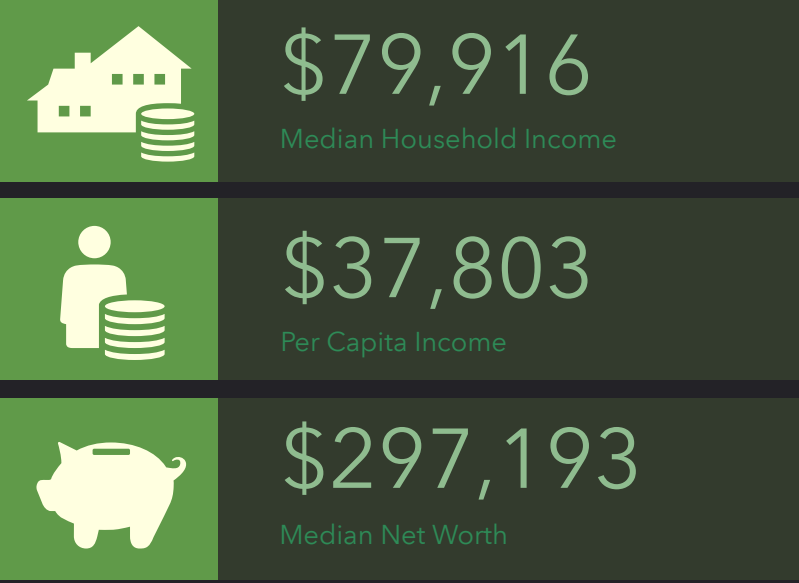 $79,916
Median Household Income
$37,803
Per Capita Income
$297,193
Median Net Worth